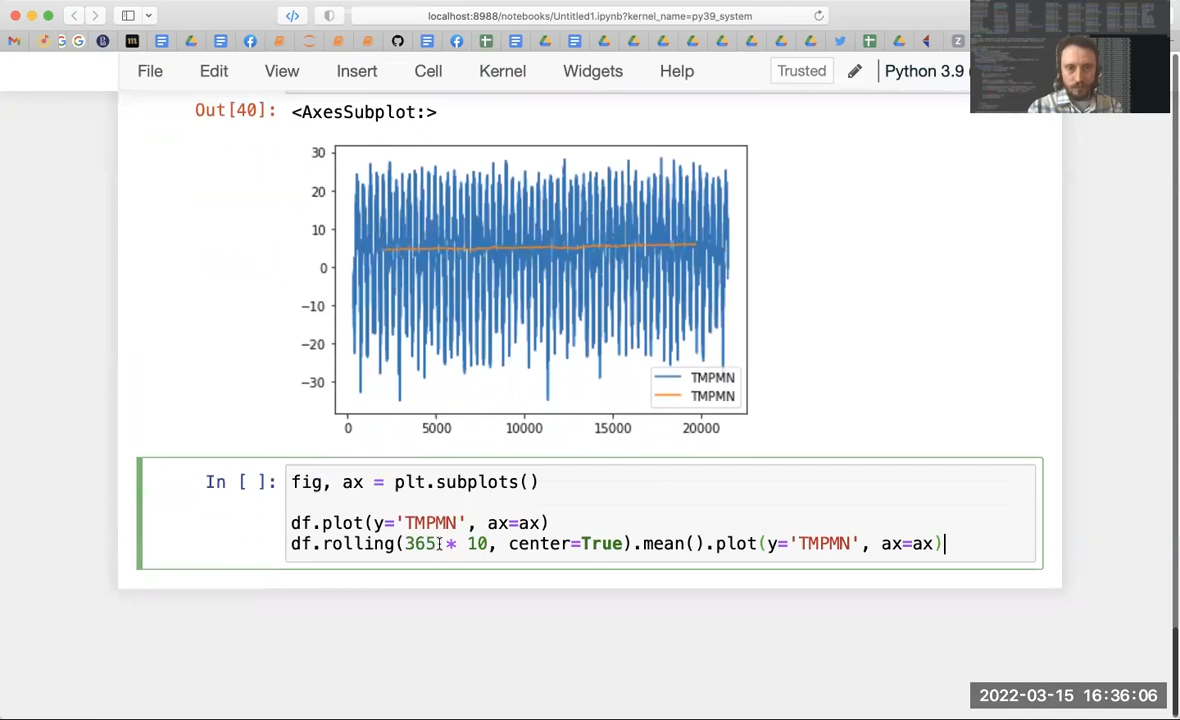 localhost:8988/notebooks/Untitled1.ipynb?kernel_name=py39_system
File Edit View Insert Cell Kernel Widgets Help Trusted Python 3.9
Out[40]: <AxesSubplot:>
30
20
10
0
−10
−20
−30
TMPMN
TMPMN
0 5000 10000 15000 20000
In [ ]: fig, ax = plt.subplots()
df.plot(y='TMPMN', ax=ax)
df.rolling(365 * 10, center=True).mean().plot(y='TMPMN', ax=ax)
2022-03-15 16:36:06